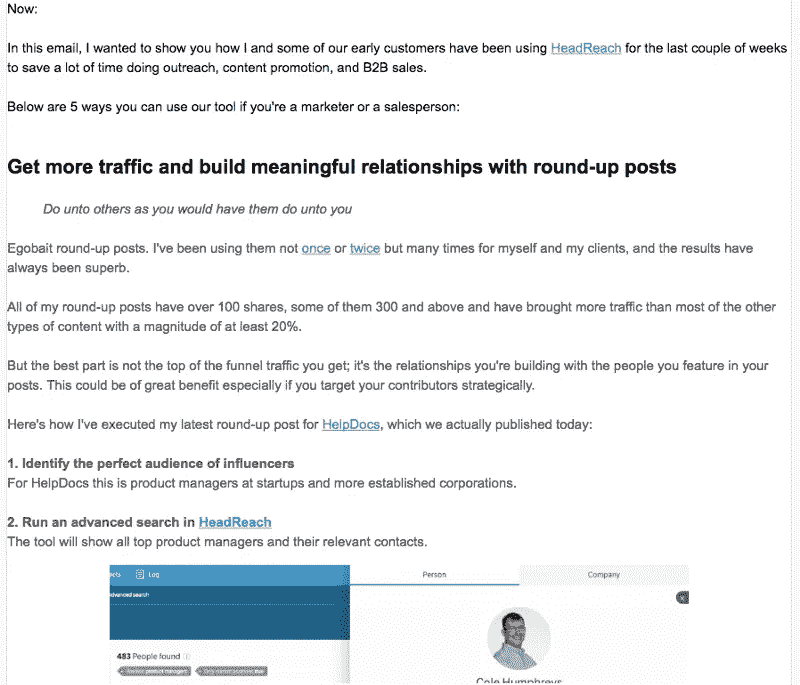 Now:
In this email, I wanted to show you how I and some of our early customers have been using HeadReach for the last couple of weeks
to save a lot of time doing outreach, content promotion, and B2B sales.
Below are 5 ways you can use our tool if you're a marketer or a salesperson:
Get more traffic and build meaningful relationships with round-up posts
Do unto others as you would have them do unto you
Egobait round-up posts. I've been using them not once or twice but many times for myself and my clients, and the results have
always been superb.
All of my round-up posts have over 100 shares, some of them 300 and above and have brought more traffic than most of the other
types of content with a magnitude of at least 20%.
But the best part is not the top of the funnel traffic you get; it's the relationships you're building with the people you feature in your
posts. This could be of great benefit especially if you target your contributors strategically.
Here's how I've executed my latest round-up post for HelpDocs, which we actually published today:
1. Identify the perfect audience of influencers
For HelpDocs this is product managers at startups and more established corporations.
2. Run an advanced search in HeadReach
The tool will show all top product managers and their relevant contacts.
Log
Person
Company
advanced search
483 People found
Cole Humphreys